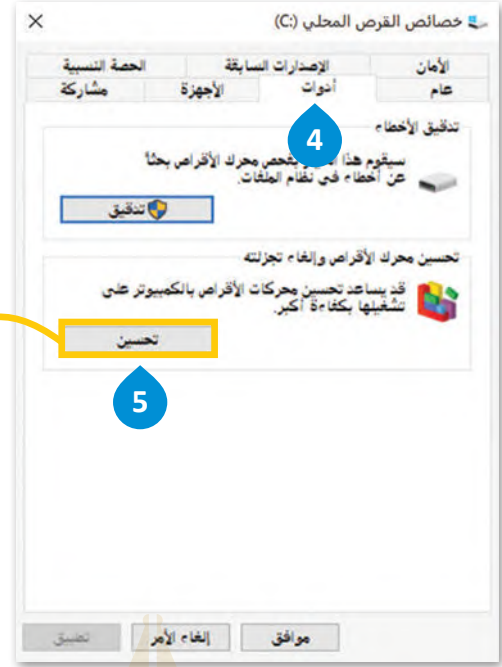 خصائص القرص المحلي (C:)
الأمان الإصدارات السابقة الحصة النسبية
عام أدوات الأجهزة مشاركة
4
تدقيق الأخطاء
سيقوم هذا بفحص محرك الأقراص بحثاً
عن أخطاء في نظام الملفات.
تدقيق
تحسين محرك الأقراص وإلغاء تجزئته
قد يساعد تحسين محركات الأقراص بالكمبيوتر على
تشغيلها بكفاءة أكبر.
تحسين
5
موافق إلغاء الأمر تطبيق